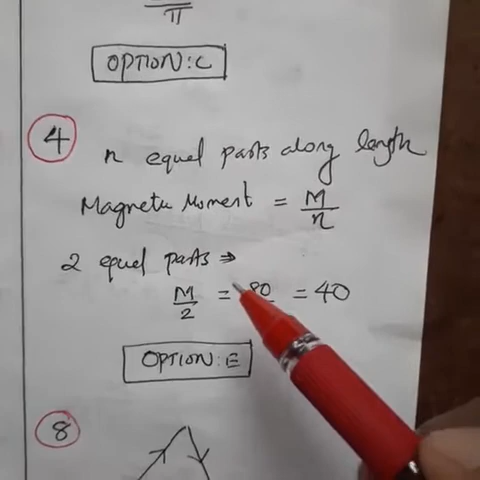 π
OPTION: C
4
n equal parts along length
Magnetic Moment = M/n
2 equal parts ⇒
M/2 = 80 = 40
OPTION: E
8